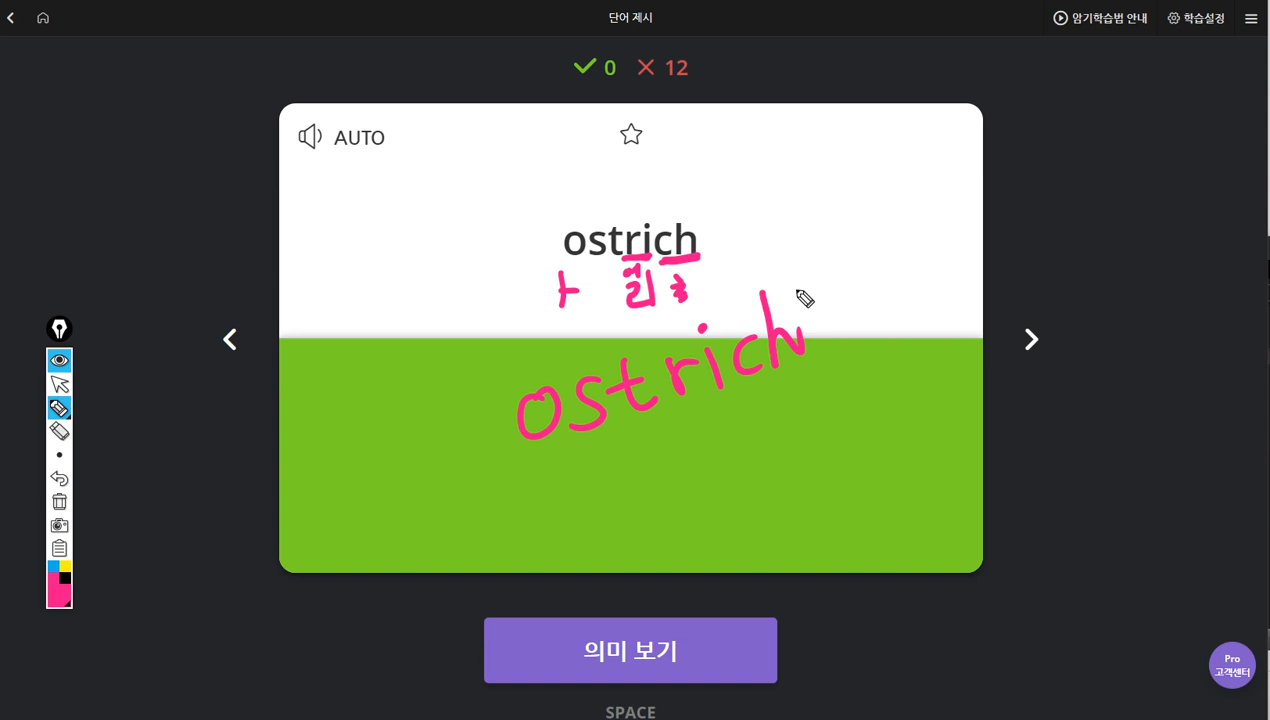 단어 제시
암기학습법 안내
학습설정
0
12
AUTO
ostrich
ㅏ 리 ㅊ
ostrich
의미 보기
SPACE
Pro
고객센터